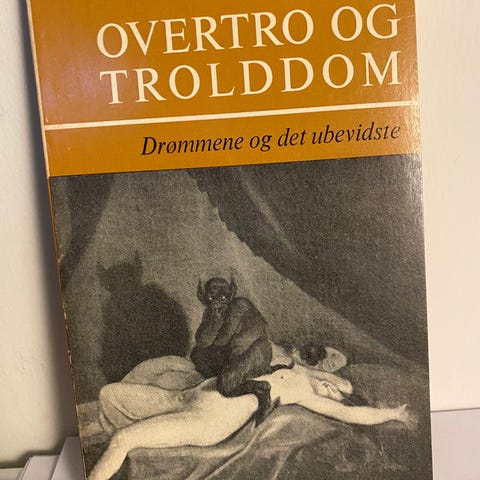 OVERTRO OG
TROLDDOM
Drømmene og det ubevidste